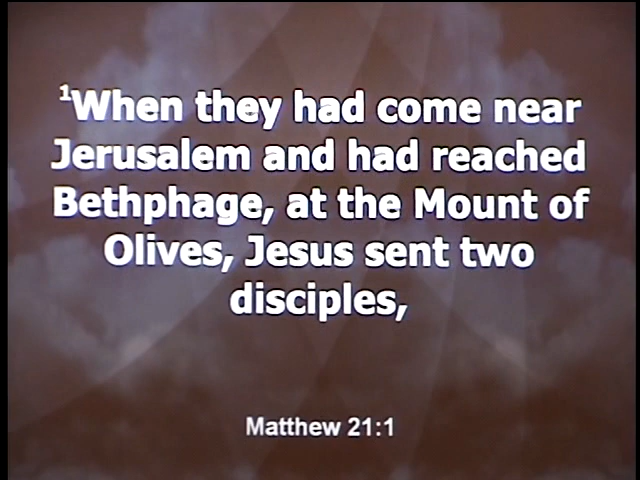 ¹When they had come near
Jerusalem and had reached
Bethphage, at the Mount of
Olives, Jesus sent two
disciples,
Matthew 21:1